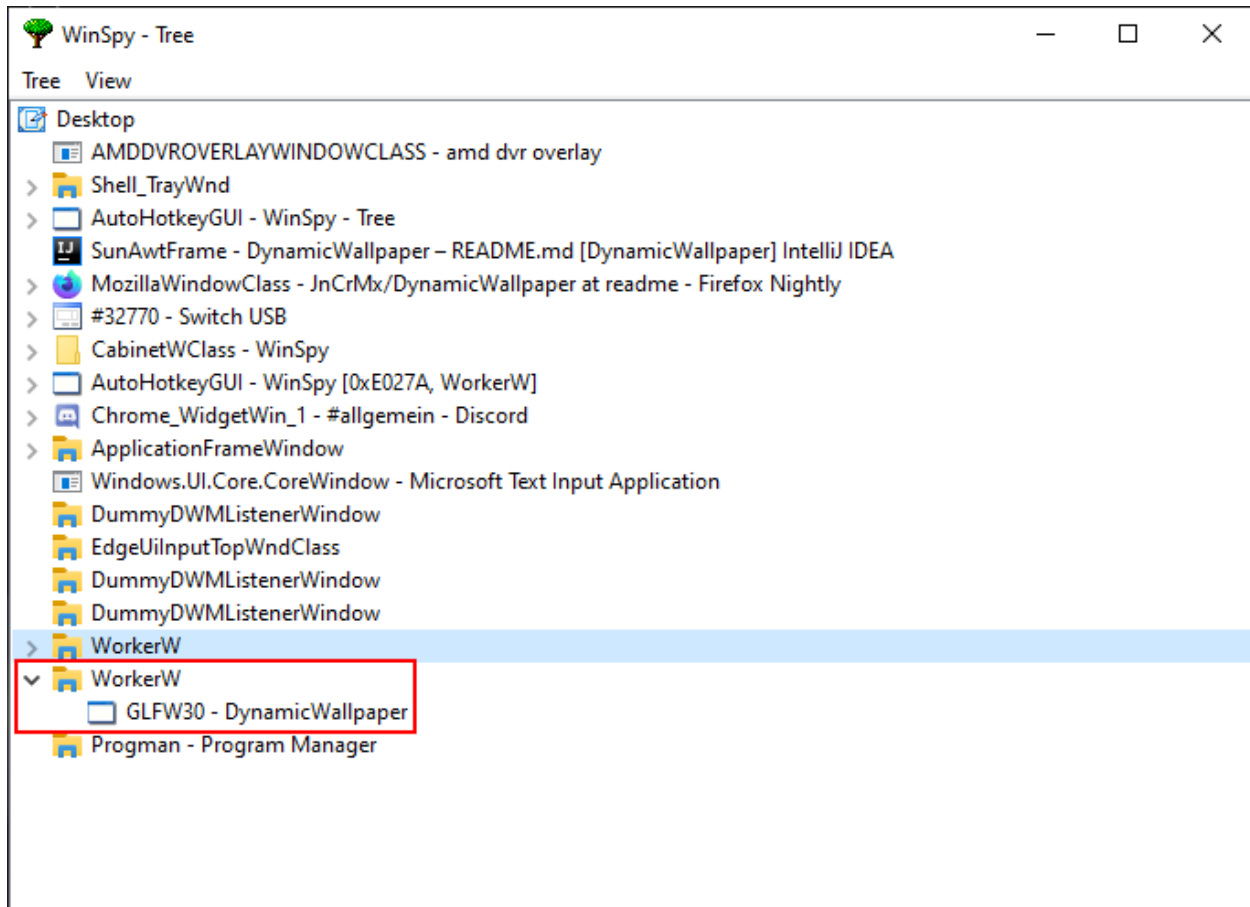 WinSpy - Tree
Tree View
Desktop
AMDDVROVERLAYWINDOWCLASS - amd dvr overlay
Shell_TrayWnd
AutoHotkeyGUI - WinSpy - Tree
IJ SunAwtFrame - DynamicWallpaper – README.md [DynamicWallpaper] IntelliJ IDEA
MozillaWindowClass - JnCrMx/DynamicWallpaper at readme - Firefox Nightly
#32770 - Switch USB
CabinetWClass - WinSpy
AutoHotkeyGUI - WinSpy [0xE027A, WorkerW]
Chrome_WidgetWin_1 - #allgemein - Discord
ApplicationFrameWindow
Windows.UI.Core.CoreWindow - Microsoft Text Input Application
DummyDWMListenerWindow
EdgeUiInputTopWndClass
DummyDWMListenerWindow
DummyDWMListenerWindow
WorkerW
WorkerW
GLFW30 - DynamicWallpaper
Progman - Program Manager